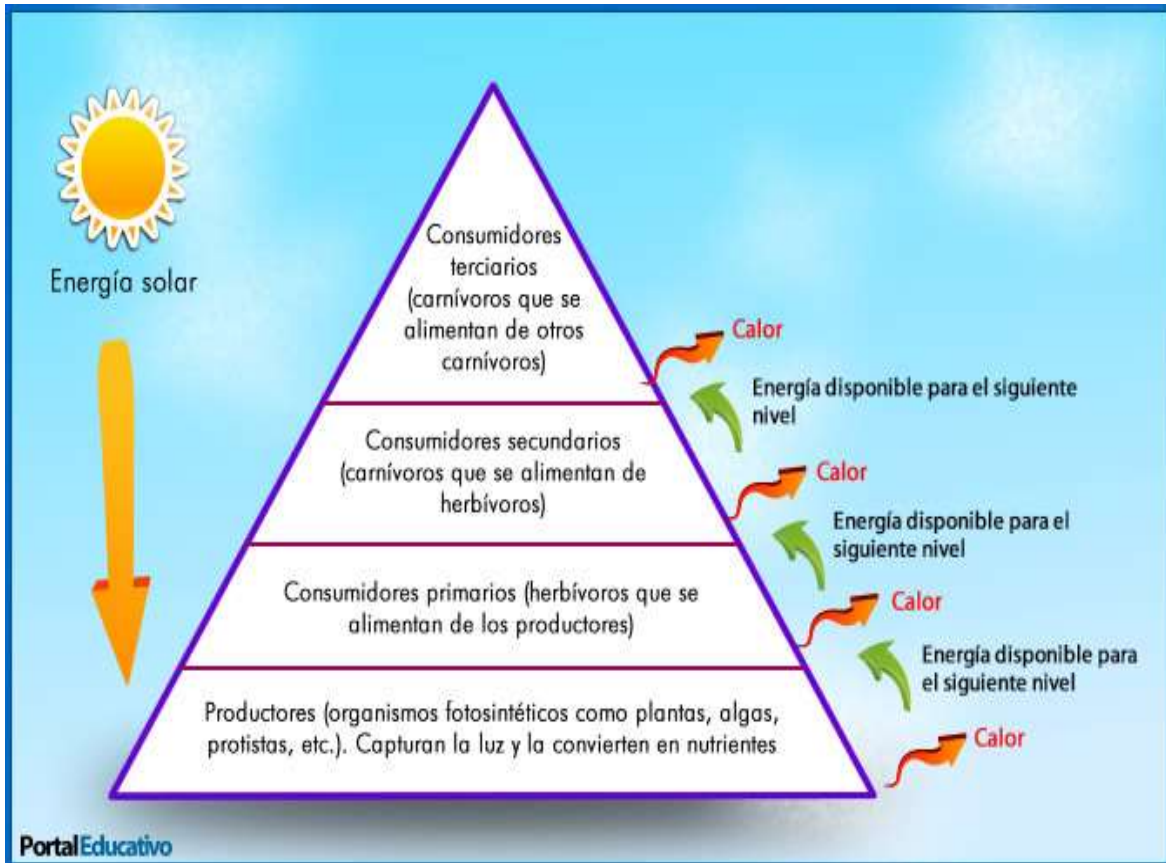 Energía solar
Consumidores
terciarios
(carnívoros que se
alimentan de otros
carnívoros)
Calor
Energía disponible para el siguiente
nivel
Consumidores secundarios
(carnívoros que se alimentan de
herbívoros)
Calor
Energía disponible para el
siguiente nivel
Consumidores primarios (herbívoros que se
alimentan de los productores)
Calor
Energía disponible para
el siguiente nivel
Productores (organismos fotosintéticos como plantas, algas,
protistas, etc.). Capturan la luz y la convierten en nutrientes
Calor
PortalEducativo